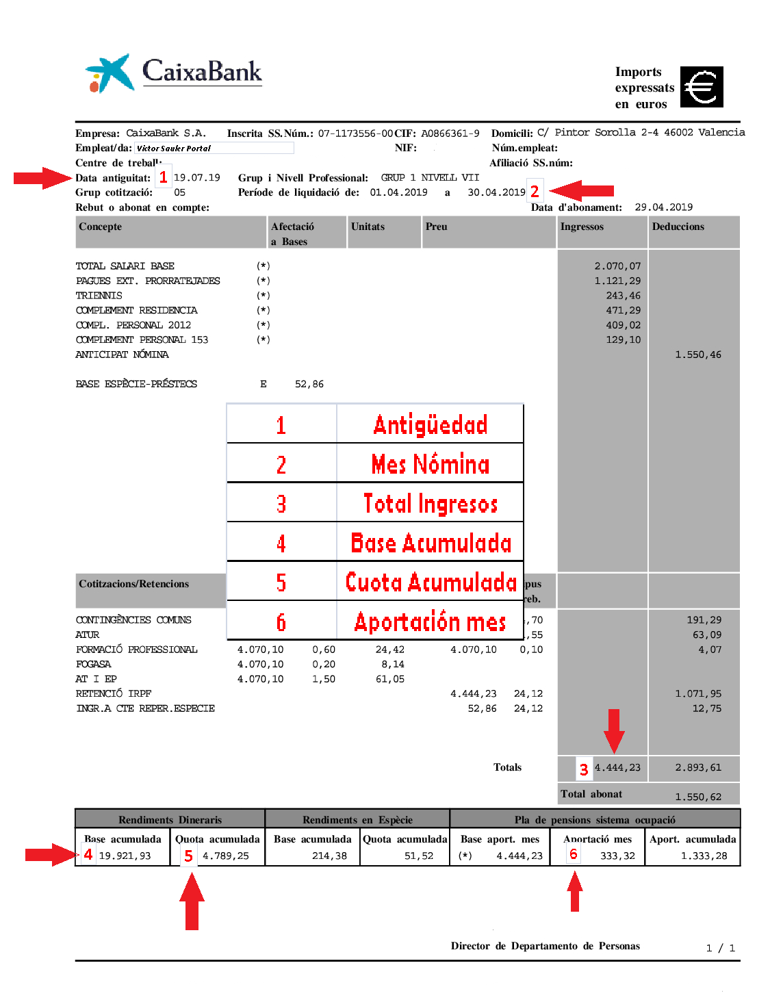 CaixaBank
Imports
expressats
en euros
Empresa: CaixaBank S.A. Inscrita SS.Núm.: 07-1173556-00 CIF: A0866361-9 Domicili: C/ Pintor Sorolla 2-4 46002 Valencia
Empleat/da: Victor Sauler Portal NIF: Núm.empleat:
Centre de treball: Afiliació SS.núm:
Data antiguitat: 1 19.07.19 Grup i Nivell Professional: GRUP 1 NIVELL VII
Grup cotització: 05 Període de liquidació de: 01.04.2019 a 30.04.2019 2
Rebut o abonat en compte: Data d'abonament: 29.04.2019
Concepte Afectació a Bases Unitats Preu Ingressos Deduccions
TOTAL SALARI BASE (*) 2.070,07
PAGUES EXT. PRORRATEJADES (*) 1.121,29
TRIENNIS (*) 243,46
COMPLEMENT RESIDENCIA (*) 471,29
COMPL. PERSONAL 2012 (*) 409,02
COMPLEMENT PERSONAL 153 (*) 129,10
ANTICIPAT NÓMINA 1.550,46
BASE ESPÈCIE-PRÉSTECS E 52,86
1 Antigüedad
2 Mes Nómina
3 Total Ingresos
4 Base Acumulada
5 Cuota Acumulada
6 Aportación mes
Cotitzacions/Retencions
CONTINGÈNCIES COMUNS ,70 191,29
ATUR ,55 63,09
FORMACIÓ PROFESSIONAL 4.070,10 0,60 24,42 4.070,10 0,10 4,07
FOGASA 4.070,10 0,20 8,14
AT I EP 4.070,10 1,50 61,05
RETENCIÓ IRPF 4.444,23 24,12 1.071,95
INGR.A CTE REPER.ESPECIE 52,86 24,12 12,75
Totals 3 4.444,23 2.893,61
Total abonat 1.550,62
Rendiments Dineraris Rendiments en Espècie Pla de pensions sistema ocupació
Base acumulada Quota acumulada Base acumulada Quota acumulada Base aport. mes Aportació mes Aport. acumulada
4 19.921,93 5 4.789,25 214,38 51,52 (*) 4.444,23 6 333,32 1.333,28
Director de Departamento de Personas
1 / 1